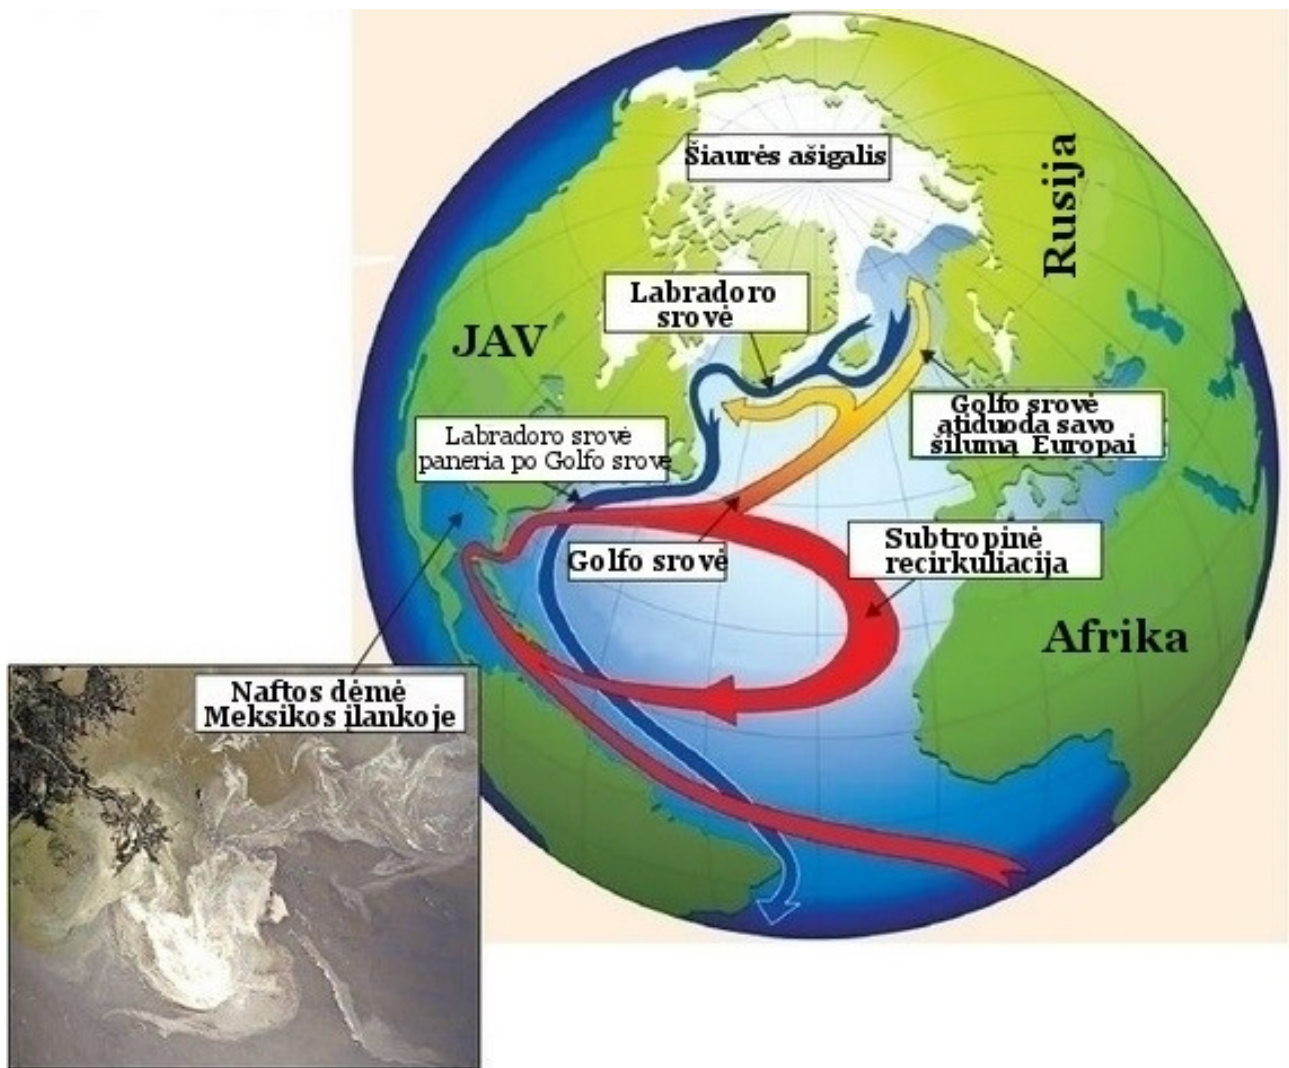 Šiaurės ašigalis
Rusija
Labradoro
srovė
JAV
Golfo srovė
atiduoda savo
šilumą Europai
Labradoro srovė
paneria po Golfo srove
Golfo srovė
Subtropinė
recirkuliacija
Afrika
Naftos dėmė
Meksikos įlankoje